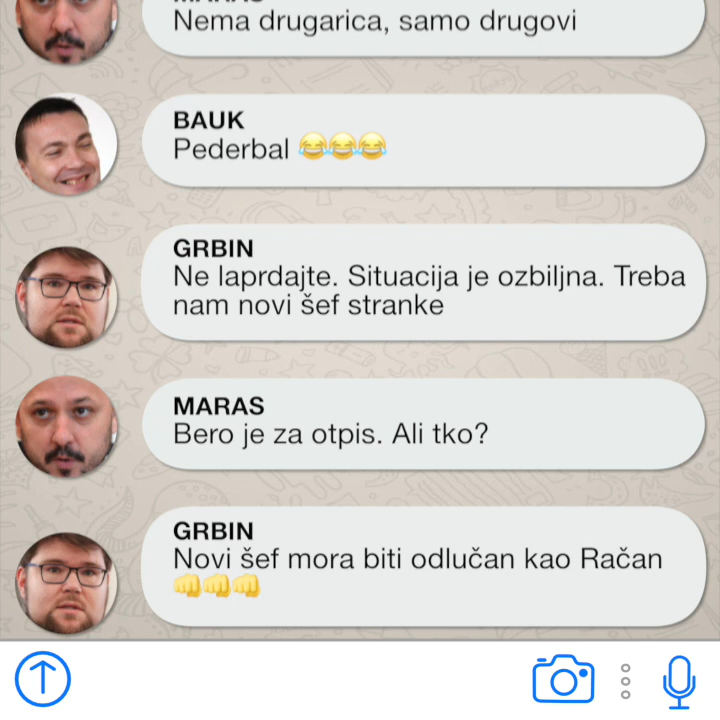 MARAS
Nema drugarica, samo drugovi
BAUK
Pederbal 😂😂😂
GRBIN
Ne laprdajte. Situacija je ozbiljna. Treba
nam novi šef stranke
MARAS
Bero je za otpis. Ali tko?
GRBIN
Novi šef mora biti odlučan kao Račan
👊👊👊